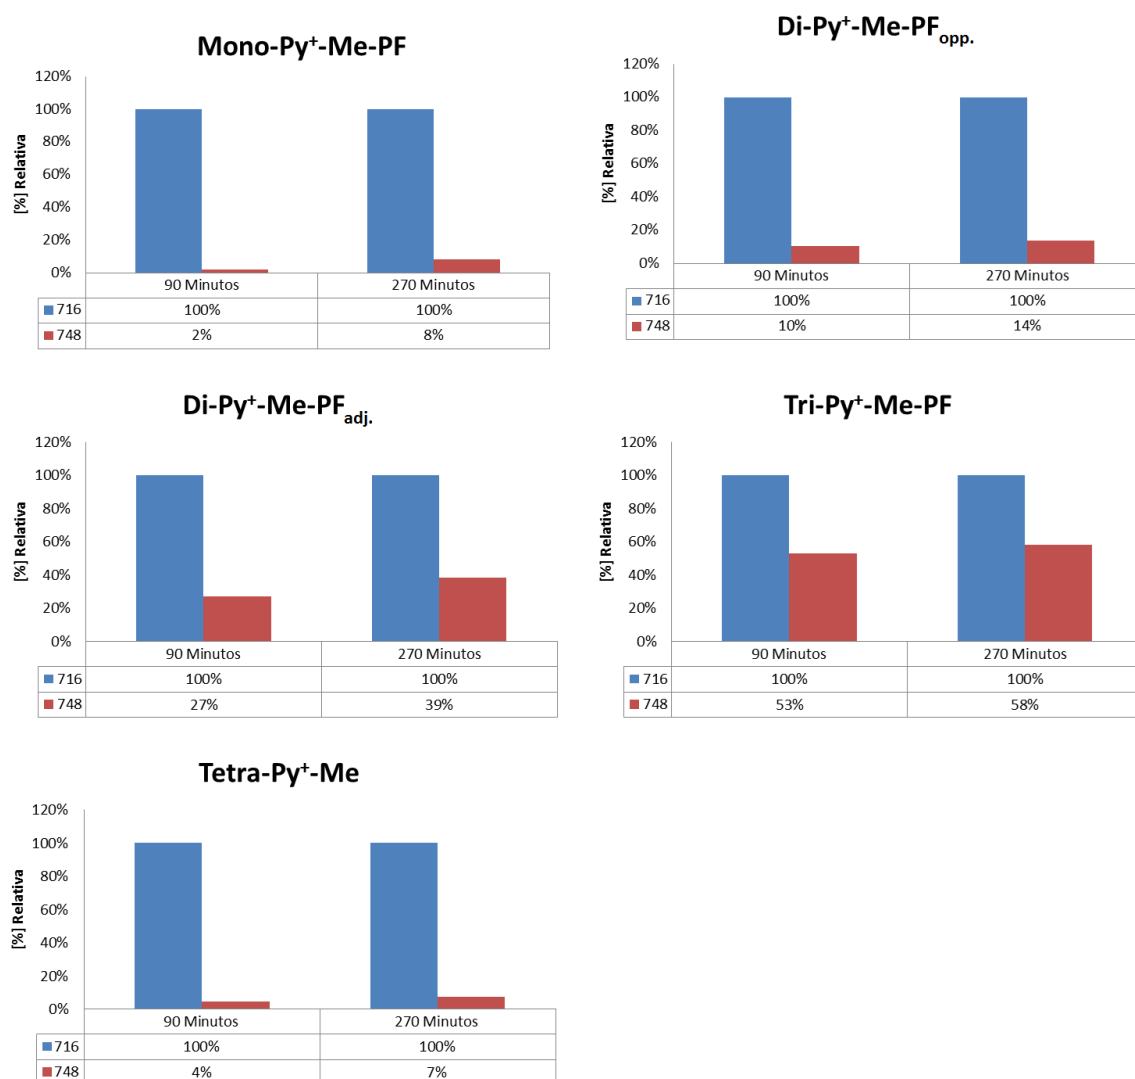 Mono-Py⁺-Me-PF
120%
100%
80%
60%
40%
20%
0%
[%] Relativa
90 Minutos 270 Minutos
716 100% 100%
748 2% 8%
Di-Py⁺-Me-PFopp.
120%
100%
80%
60%
40%
20%
0%
[%] Relativa
90 Minutos 270 Minutos
716 100% 100%
748 10% 14%
Di-Py⁺-Me-PFadj.
120%
100%
80%
60%
40%
20%
0%
[%] Relativa
90 Minutos 270 Minutos
716 100% 100%
748 27% 39%
Tri-Py⁺-Me-PF
120%
100%
80%
60%
40%
20%
0%
[%] Relativa
90 Minutos 270 Minutos
716 100% 100%
748 53% 58%
Tetra-Py⁺-Me
120%
100%
80%
60%
40%
20%
0%
[%] Relativa
90 Minutos 270 Minutos
716 100% 100%
748 4% 7%